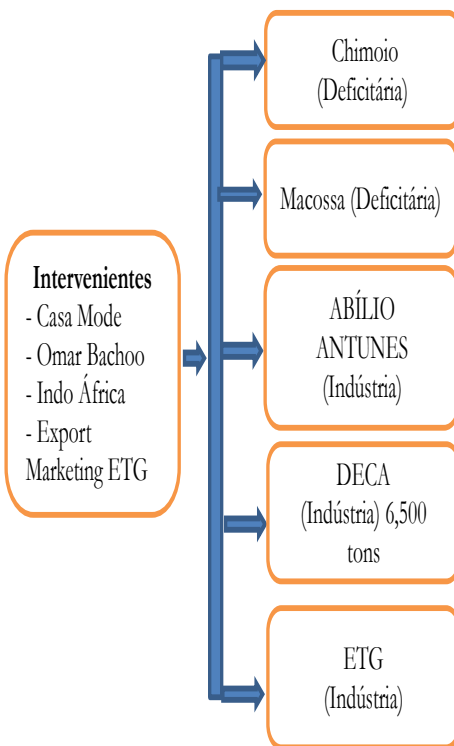 Intervenientes
- Casa Mode
- Omar Bachoo
- Indo África
- Export
Marketing ETG
Chimoio
(Deficitária)
Macossa (Deficitária)
ABÍLIO
ANTUNES
(Indústria)
DECA
(Indústria) 6,500
tons
ETG
(Indústria)